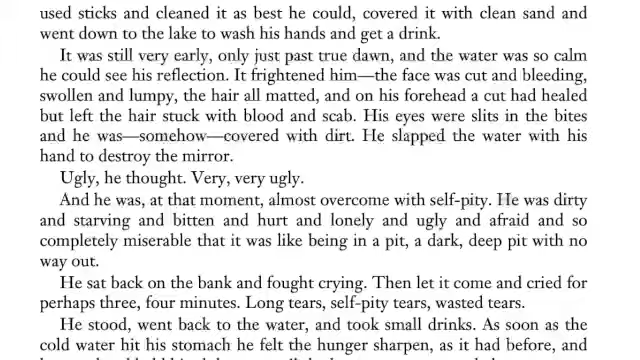 used sticks and cleaned it as best he could, covered it with clean sand and
went down to the lake to wash his hands and get a drink.
It was still very early, only just past true dawn, and the water was so calm
he could see his reflection. It frightened him—the face was cut and bleeding,
swollen and lumpy, the hair all matted, and on his forehead a cut had healed
but left the hair stuck with blood and scab. His eyes were slits in the bites
and he was—somehow—covered with dirt. He slapped the water with his
hand to destroy the mirror.
Ugly, he thought. Very, very ugly.
And he was, at that moment, almost overcome with self-pity. He was dirty
and starving and bitten and hurt and lonely and ugly and afraid and so
completely miserable that it was like being in a pit, a dark, deep pit with no
way out.
He sat back on the bank and fought crying. Then let it come and cried for
perhaps three, four minutes. Long tears, self-pity tears, wasted tears.
He stood, went back to the water, and took small drinks. As soon as the
cold water hit his stomach he felt the hunger sharpen, as it had before, and